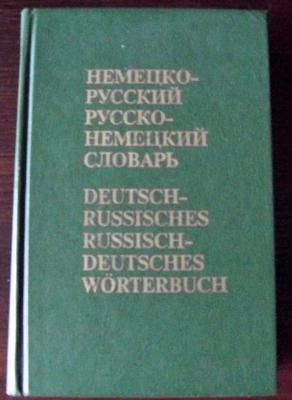 НЕМЕЦКО-
РУССКИЙ
РУССКО-
НЕМЕЦКИЙ
СЛОВАРЬ
DEUTSCH-
RUSSISCHES
RUSSISCH-
DEUTSCHES
WÖRTERBUCH